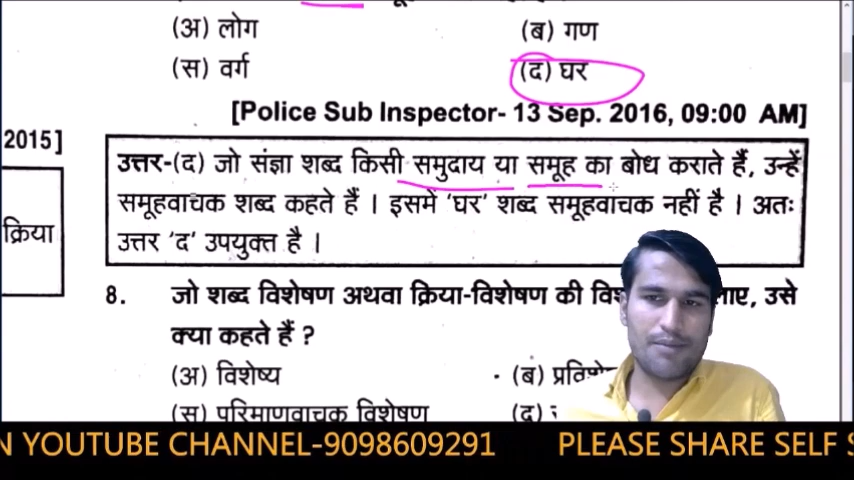 (अ) लोग
(ब) गण
(स) वर्ग
(द) घर
[Police Sub Inspector- 13 Sep. 2016, 09:00 AM]
2015]
उत्तर-(द) जो संज्ञा शब्द किसी समुदाय या समूह का बोध कराते हैं, उन्हें
समूहवाचक शब्द कहते हैं । इसमें 'घर' शब्द समूहवाचक नहीं है । अतः
उत्तर 'द' उपयुक्त है ।
क्रिया
8. जो शब्द विशेषण अथवा क्रिया-विशेषण की उसे
क्या कहते हैं ?
(अ) विशेष्य
(ब)
(स) परिमाणवाचक विशेषण
(द)
N YOUTUBE CHANNEL-9098609291 PLEASE SHARE SELF